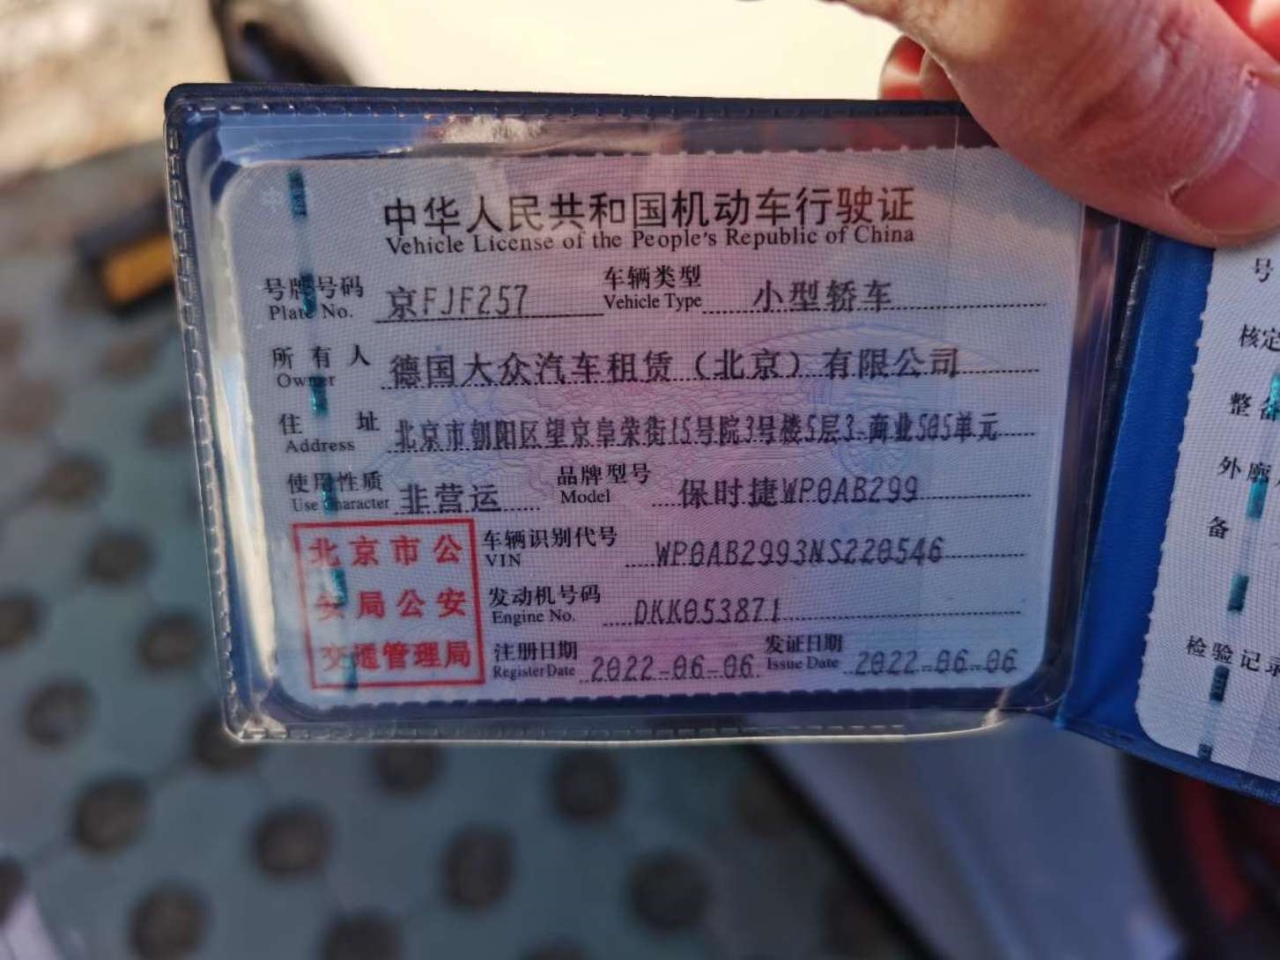 中华人民共和国机动车行驶证
Vehicle License of the People's Republic of China
号牌号码 京FJF257 车辆类型 小型轿车
Plate No. Vehicle Type
所有人 德国大众汽车租赁（北京）有限公司
Owner
住址 北京市朝阳区望京阜荣街15号院3号楼5层3-商业505单元
Address
使用性质 非营运 品牌型号 保时捷WP0AB299
Use Character Model
北京市公
安局公安
交通管理局
车辆识别代号 WP0AB2993NS220546
VIN
发动机号码 DKK053871
Engine No.
注册日期 2022-06-06 发证日期 2022-06-06
Register Date Issue Date
号
核定
整备
外廓
备
检验记录